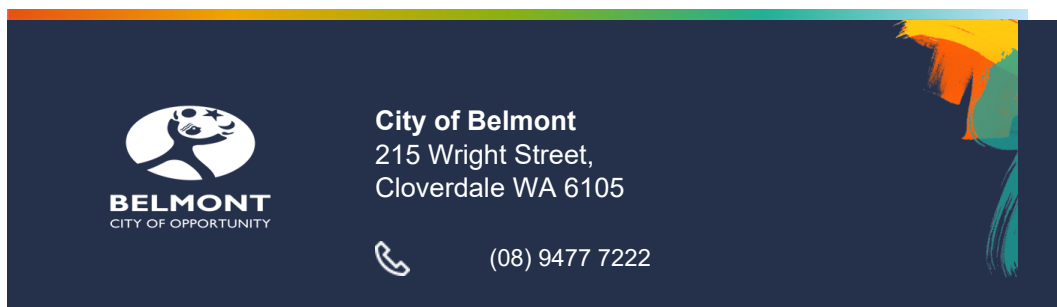 BELMONT
CITY OF OPPORTUNITY
City of Belmont
215 Wright Street,
Cloverdale WA 6105
(08) 9477 7222